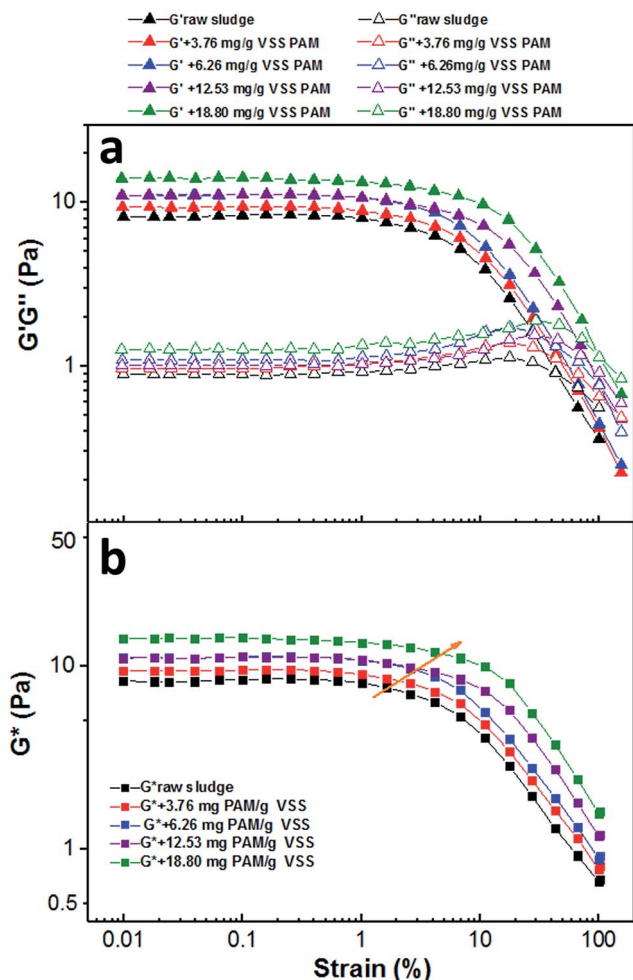 G'raw sludge G''raw sludge
G'+3.76 mg/g VSS PAM G''+3.76 mg/g VSS PAM
G' +6.26 mg/g VSS PAM G'' +6.26mg/g VSS PAM
G' +12.53 mg/g VSS PAM G'' +12.53 mg/g VSS PAM
G' +18.80 mg/g VSS PAM G'' +18.80 mg/g VSS PAM
a
10
G'G'' (Pa)
1
b
50
10
G* (Pa)
G*raw sludge
G*+3.76 mg PAM/g VSS
G*+6.26 mg PAM/g VSS
G*+12.53 mg PAM/g VSS
G*+18.80 mg PAM/g VSS
1
0.5
0.01 0.1 1 10 100
Strain (%)